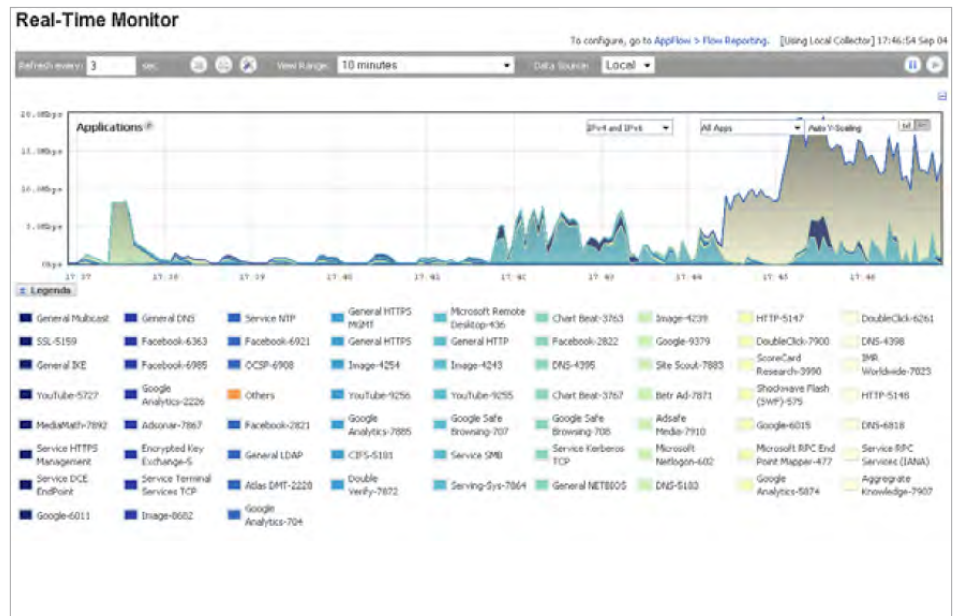 Real-Time Monitor
To configure, go to AppFlow > Flow Reporting. [Using Local Collector] 17:46:54 Sep 04
Refresh every: 3 sec View Range: 10 minutes Data Source: Local
Applications
IPv4 and IPv6 All Apps Auto Y-Scaling
17:37 17:38 17:39 17:40 17:41 17:42 17:43 17:44 17:45 17:46
Legends
General Multicast General DNS Service NTP General HTTPS MGMT Microsoft Remote Desktop-436 Chart Beat-3763 Image-4239 HTTP-5147 DoubleClick-6261
SSL-5159 Facebook-6363 Facebook-6921 General HTTPS General HTTP Facebook-2822 Google-9379 DoubleClick-7900 DNS-4398
General IKE Facebook-6985 OCSP-6908 Image-4254 Image-4243 DNS-4395 Site Scout-7883 ScoreCard Research-3990 IMR Worldwide-7023
YouTube-5727 Google Analytics-2226 Others YouTube-9256 YouTube-9255 Chart Beat-3767 Betr Ad-7871 Shockwave Flash (SWF)-575 HTTP-5148
MediaMath-7892 Adsonar-7867 Facebook-2821 Google Analytics-7885 Google Safe Browsing-707 Google Safe Browsing-708 Adsafe Media-7910 Google-6015 DNS-6818
Service HTTPS Management Encrypted Key Exchange-5 General LDAP CIFS-5181 Service SMB Service Kerberos TCP Microsoft Netlogon-602 Microsoft RPC End Point Mapper-477 Service RPC Services (IANA)
Service DCE EndPoint Service Terminal Services TCP Atlas DMT-2228 Double Verify-7872 Serving-Sys-7864 General NETBIOS DNS-5183 Google Analytics-5874 Aggregrate Knowledge-7907
Google-6011 Image-8682 Google Analytics-704